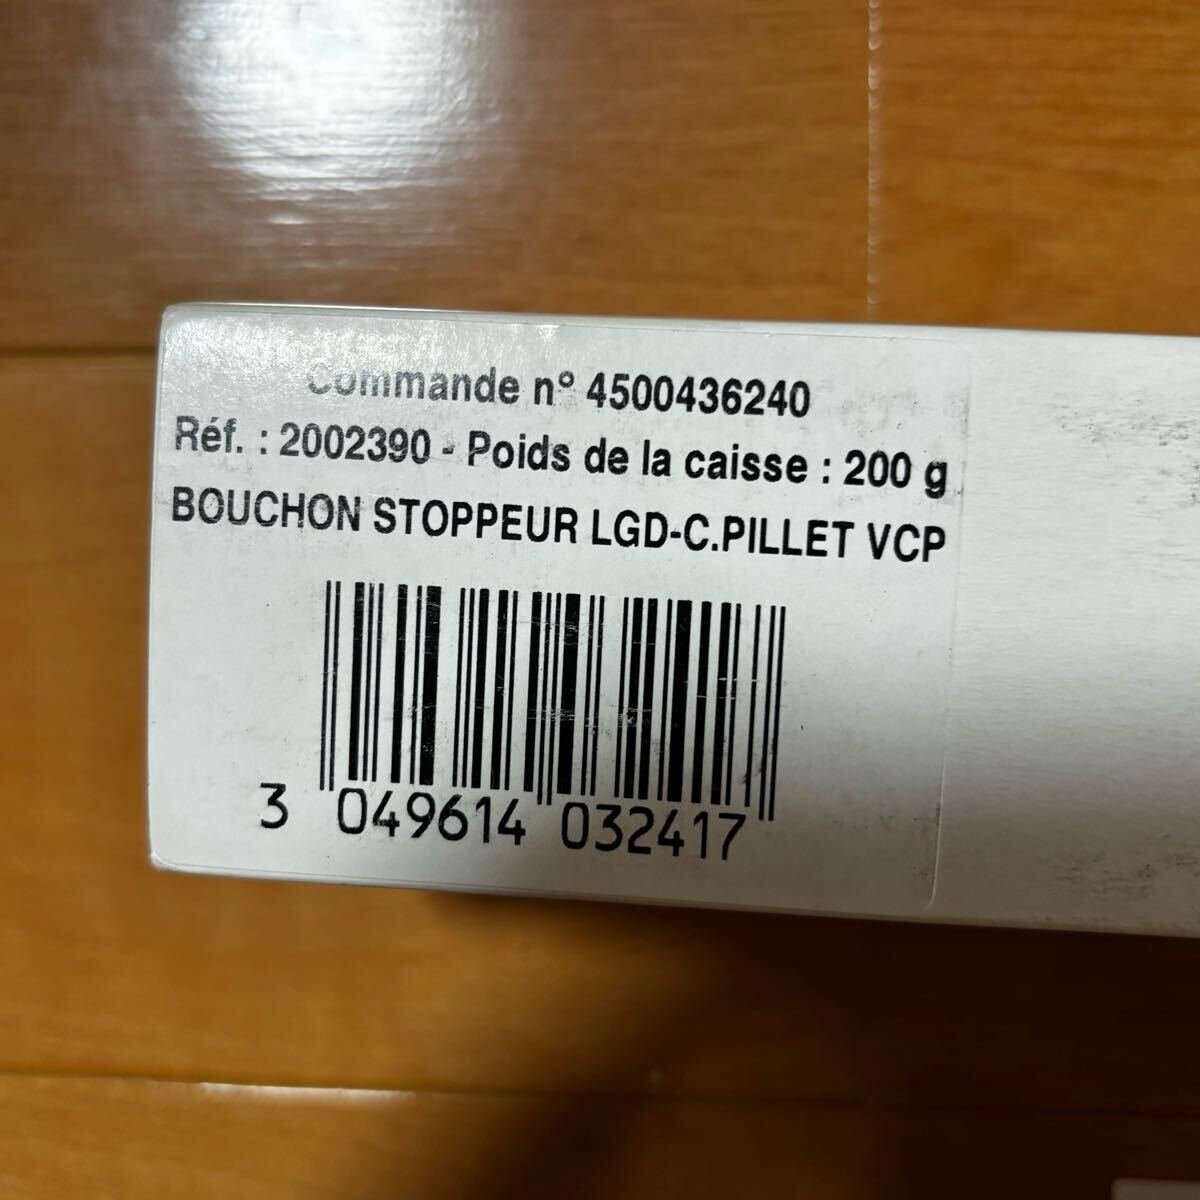 Commande n° 4500436240
Réf. : 2002390 - Poids de la caisse : 200 g
BOUCHON STOPPEUR LGD-C.PILLET VCP
3 049614 032417